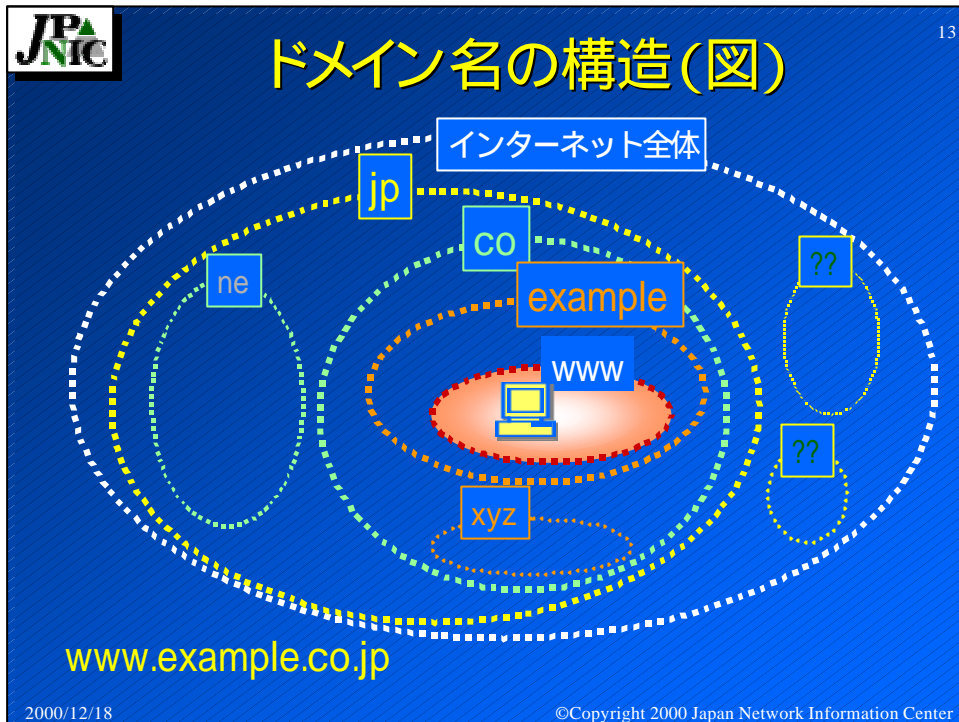 JPNIC
13
ドメイン名の構造(図)
インターネット全体
jp
co
ne
??
example
www
??
xyz
www.example.co.jp
2000/12/18
©Copyright 2000 Japan Network Information Center